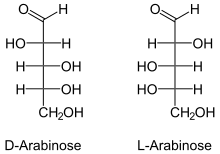 O H O H
HO H H OH
H OH HO H
H OH HO H
CH₂OH CH₂OH
D-Arabinose L-Arabinose